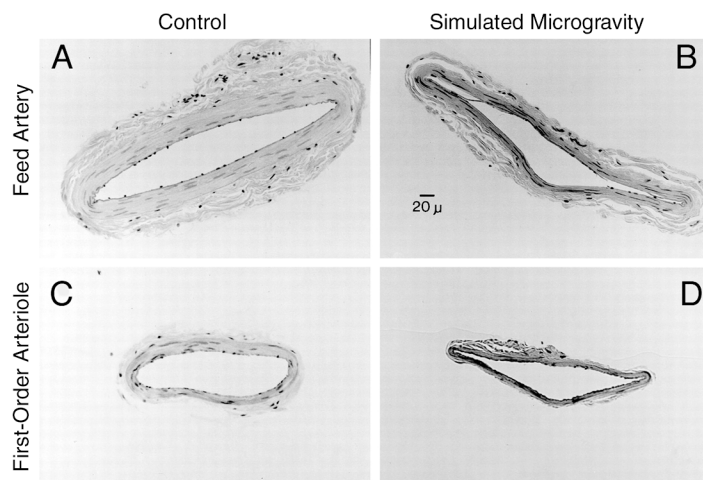 Control
Simulated Microgravity
Feed Artery
A
B
20 µ
First-Order Arteriole
C
D